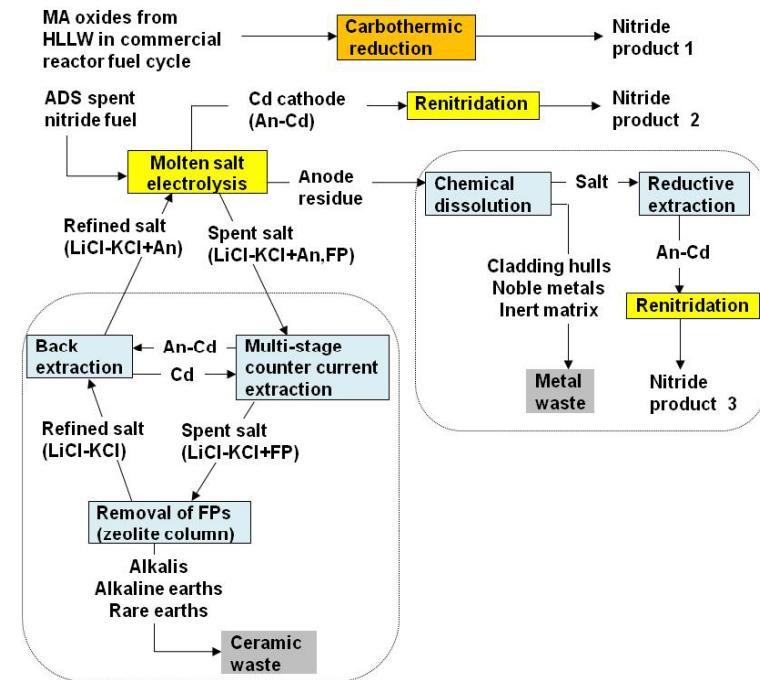 MA oxides from
HLLW in commercial
reactor fuel cycle
Carbothermic
reduction
Nitride
product 1
ADS spent
nitride fuel
Cd cathode
(An-Cd)
Renitridation
Nitride
product 2
Molten salt
electrolysis
Anode
residue
Chemical
dissolution
Salt
Reductive
extraction
Refined salt
(LiCl-KCl+An)
Spent salt
(LiCl-KCl+An,FP)
An-Cd
Cladding hulls
Noble metals
Inert matrix
Renitridation
Metal
waste
Nitride
product 3
Back
extraction
An-Cd
Cd
Multi-stage
counter current
extraction
Refined salt
(LiCl-KCl)
Spent salt
(LiCl-KCl+FP)
Removal of FPs
(zeolite column)
Alkalis
Alkaline earths
Rare earths
Ceramic
waste